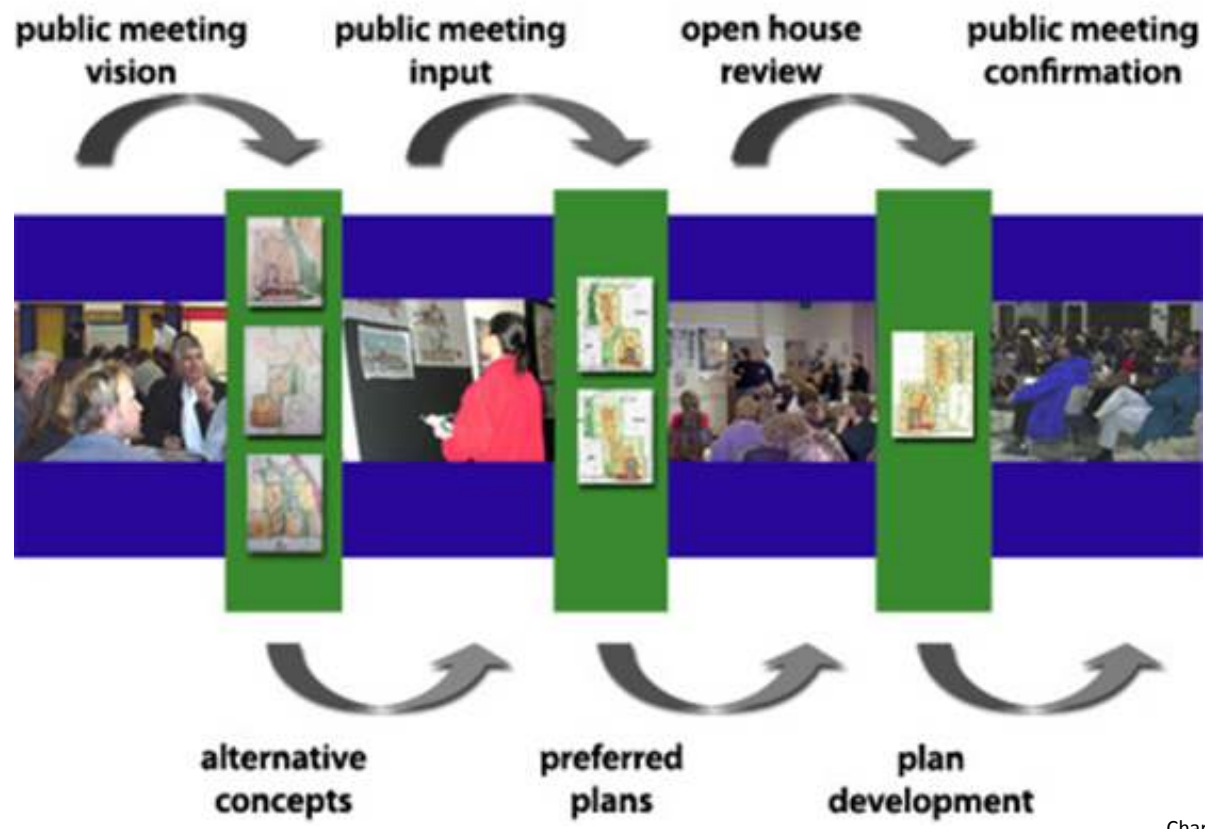 public meeting
vision
public meeting
input
open house
review
public meeting
confirmation
alternative
concepts
preferred
plans
plan
development